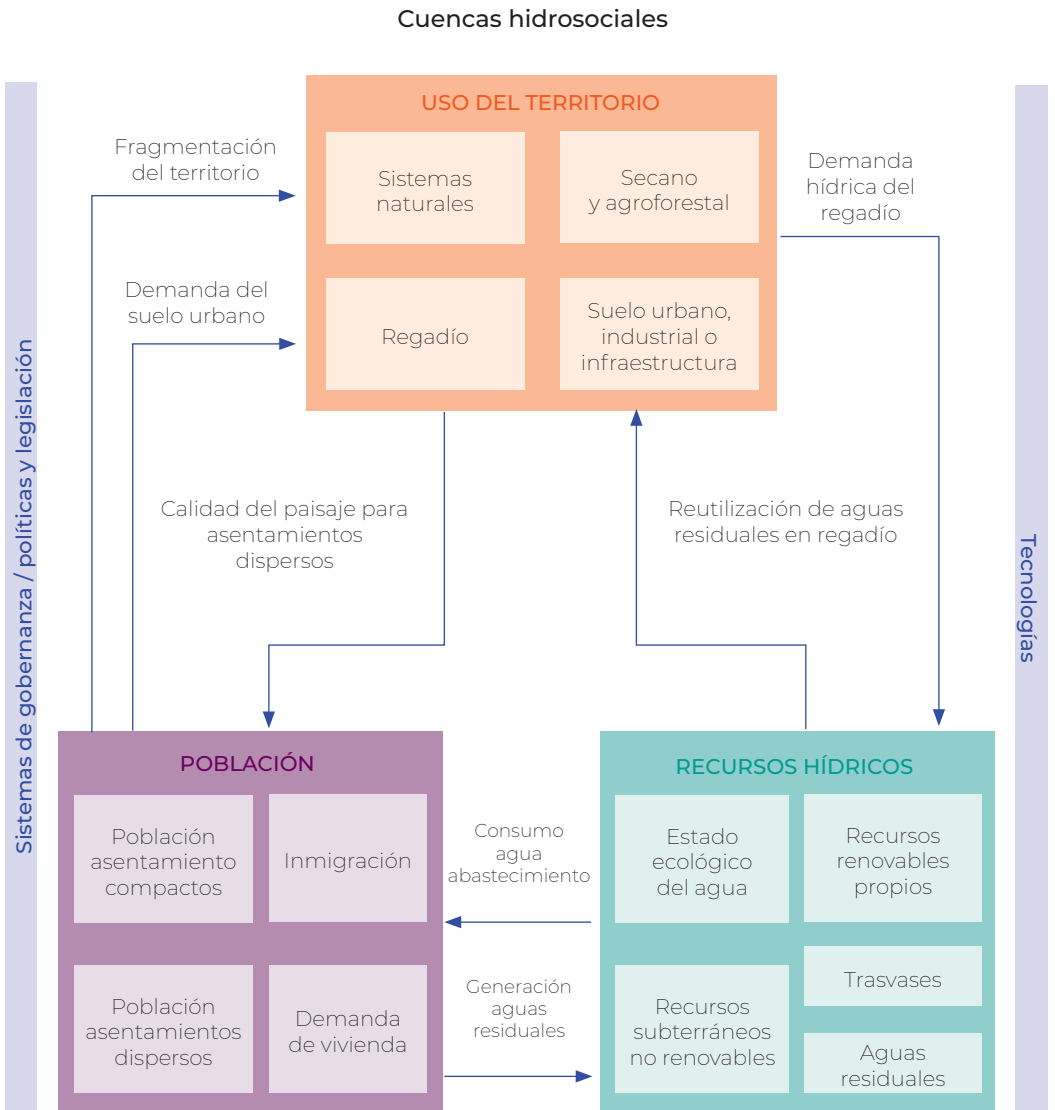 Cuencas hidrosociales
Sistemas de gobernanza / políticas y legislación
Tecnologías
USO DEL TERRITORIO
Sistemas
naturales
Secano
y agroforestal
Regadío
Suelo urbano,
industrial o
infraestructura
Fragmentación
del territorio
Demanda del
suelo urbano
Demanda
hídrica del
regadío
Calidad del paisaje para
asentamientos
dispersos
Reutilización de aguas
residuales en regadío
POBLACIÓN
Población
asentamiento
compactos
Inmigración
Población
asentamientos
dispersos
Demanda
de vivienda
Consumo
agua
abastecimiento
Generación
aguas
residuales
RECURSOS HÍDRICOS
Estado
ecológico
del agua
Recursos
renovables
propios
Trasvases
Recursos
subterráneos
no renovables
Aguas
residuales